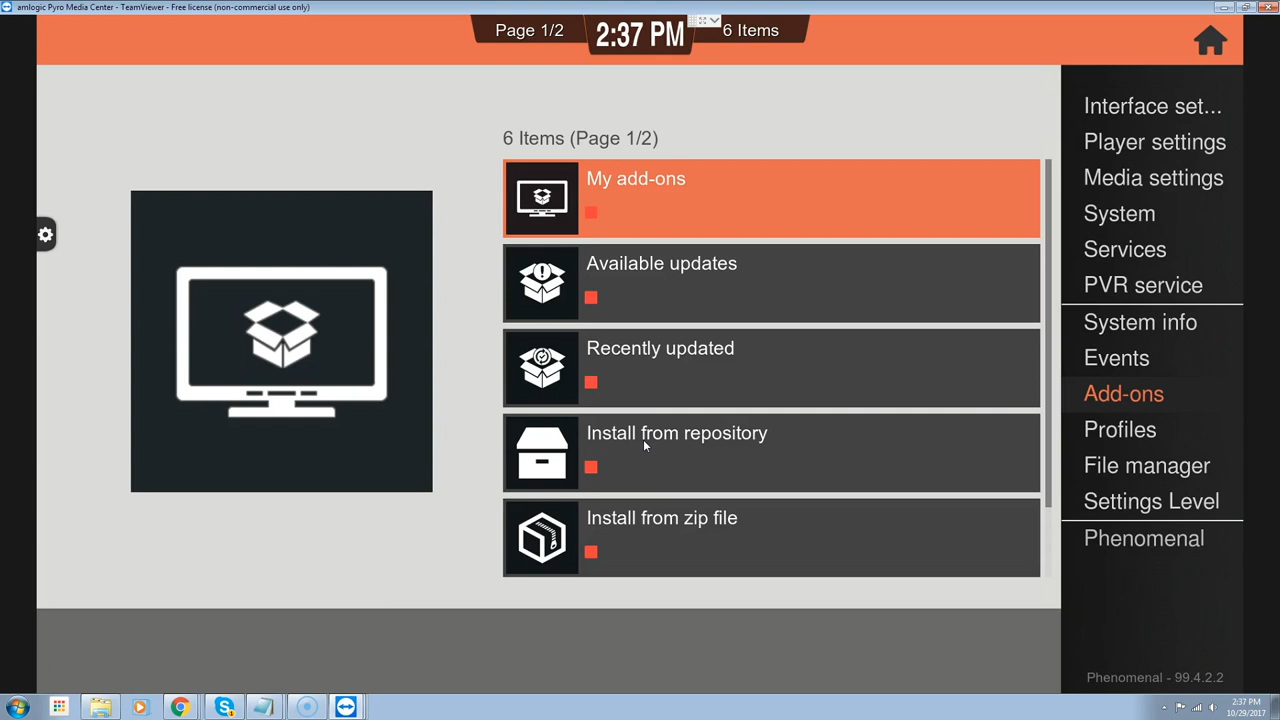 amlogic Pyro Media Center - TeamViewer - Free license (non-commercial use only)
Page 1/2
2:37 PM
6 Items
6 Items (Page 1/2)
My add-ons
Available updates
Recently updated
Install from repository
Install from zip file
Interface set...
Player settings
Media settings
System
Services
PVR service
System info
Events
Add-ons
Profiles
File manager
Settings Level
Phenomenal
Phenomenal - 99.4.2.2
2:37 PM
10/29/2017